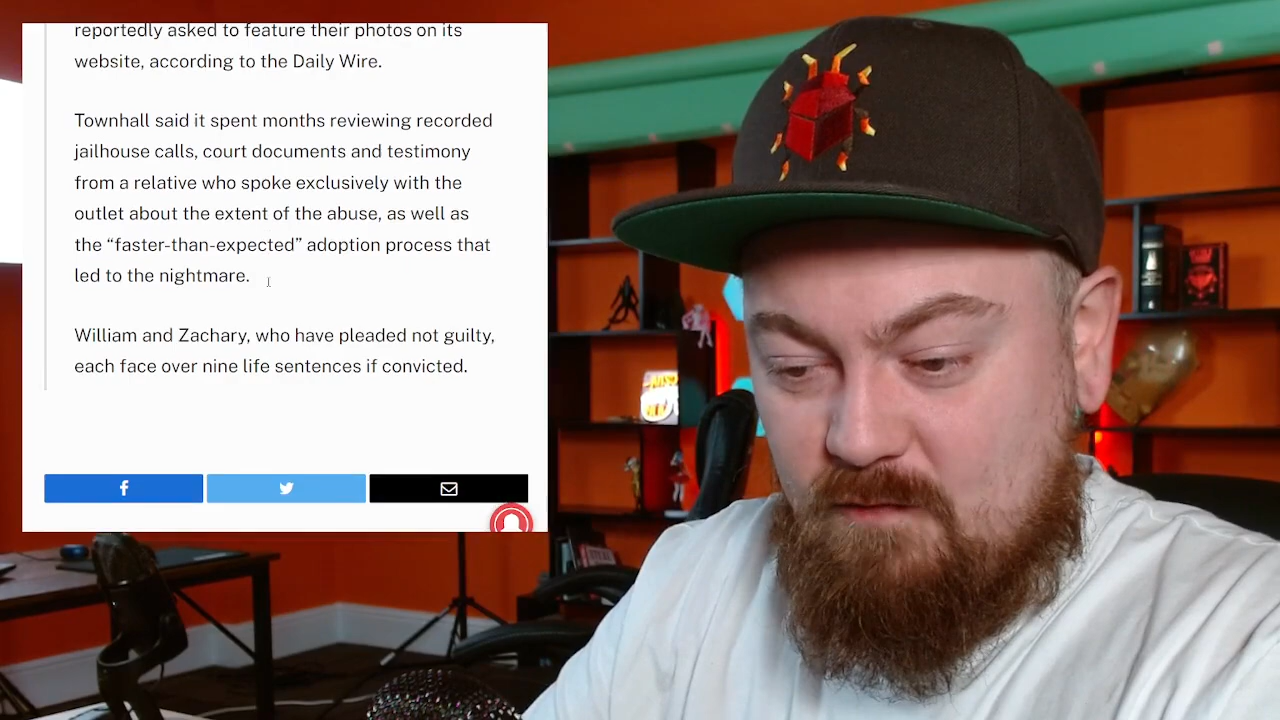 reportedly asked to feature their photos on its
website, according to the Daily Wire.
Townhall said it spent months reviewing recorded
jailhouse calls, court documents and testimony
from a relative who spoke exclusively with the
outlet about the extent of the abuse, as well as
the “faster-than-expected” adoption process that
led to the nightmare.
William and Zachary, who have pleaded not guilty,
each face over nine life sentences if convicted.